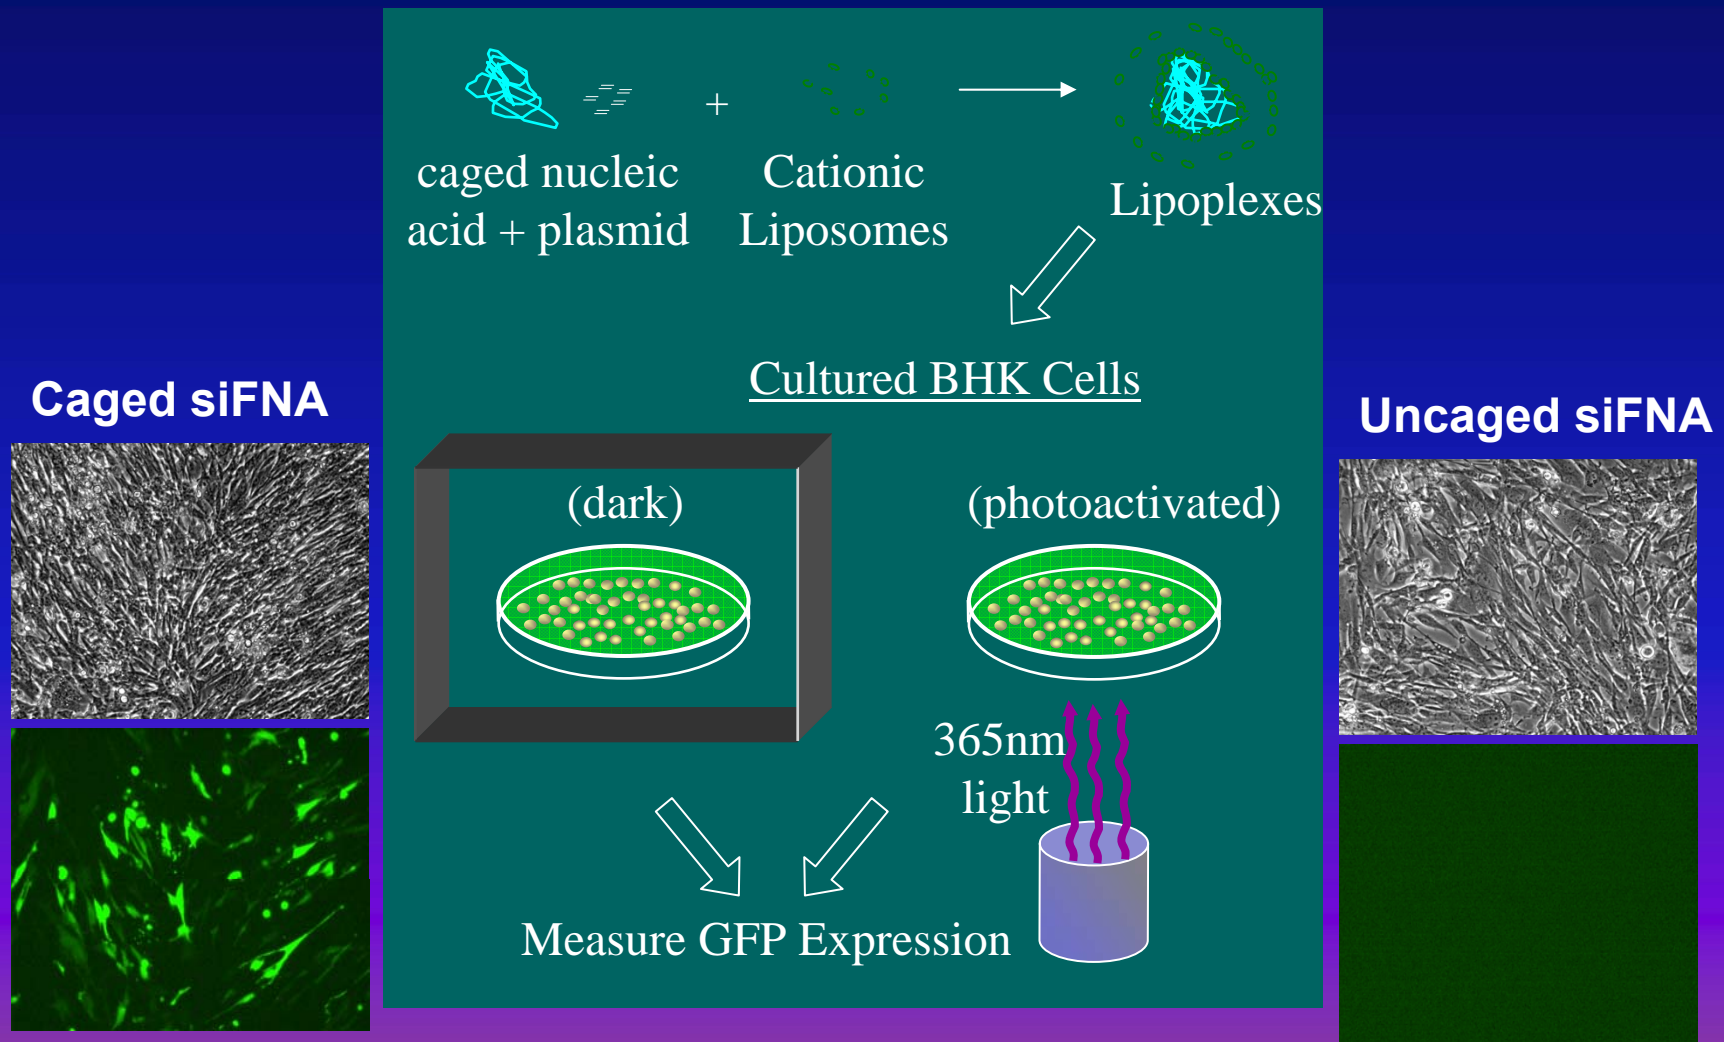 caged nucleic
acid + plasmid
+
Cationic
Liposomes
Lipoplexes
Cultured BHK Cells
Caged siFNA
Uncaged siFNA
(dark)
(photoactivated)
365nm
light
Measure GFP Expression